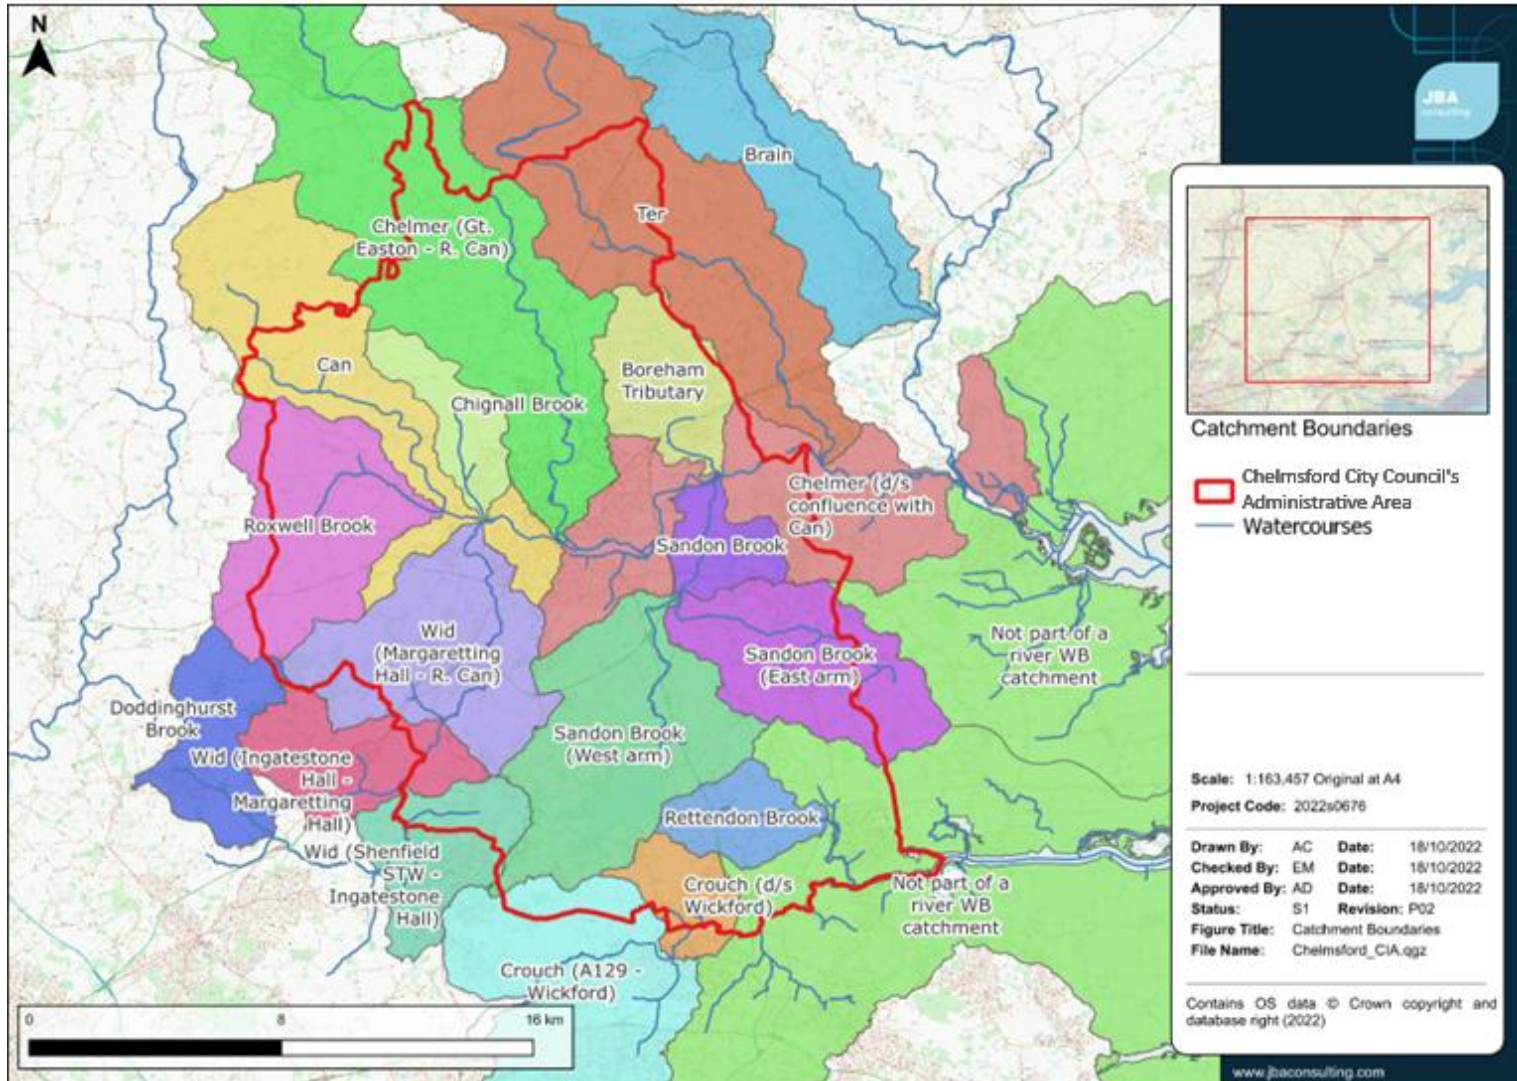 N
JBA
consulting
Brain
Ter
Chelmer (Gt.
Easton - R. Can)
Can
Boreham
Tributary
Chignall Brook
Chelmer (d/s
confluence with
Can)
Roxwell Brook
Sandon Brook
Wid
(Margaretting
Hall - R. Can)
Sandon Brook
(East arm)
Not part of a
river WB
catchment
Doddinghurst
Brook
Sandon Brook
(West arm)
Wid (Ingatestone
Hall -
Margaretting
Hall)
Rettendon Brook
Wid (Shenfield
STW -
Ingatestone
Hall)
Crouch (d/s
Wickford)
Not part of a
river WB
catchment
Crouch (A129 -
Wickford)
0 8 16 km
Catchment Boundaries
Chelmsford City Council's
Administrative Area
Watercourses
Scale: 1:163,457 Original at A4
Project Code: 2022s0676
Drawn By: AC Date: 18/10/2022
Checked By: EM Date: 18/10/2022
Approved By: AD Date: 18/10/2022
Status: S1 Revision: P02
Figure Title: Catchment Boundaries
File Name: Chelmsford_CIA.qgz
Contains OS data © Crown copyright and
database right (2022)
www.jbaconsulting.com